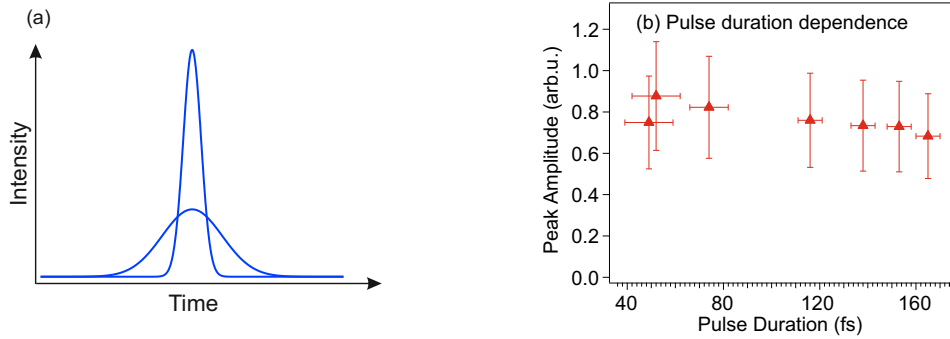 (a)
Intensity
Time
(b) Pulse duration dependence
Peak Amplitude (arb.u.)
1.2
1.0
0.8
0.6
0.4
0.2
0.0
40 80 120 160
Pulse Duration (fs)